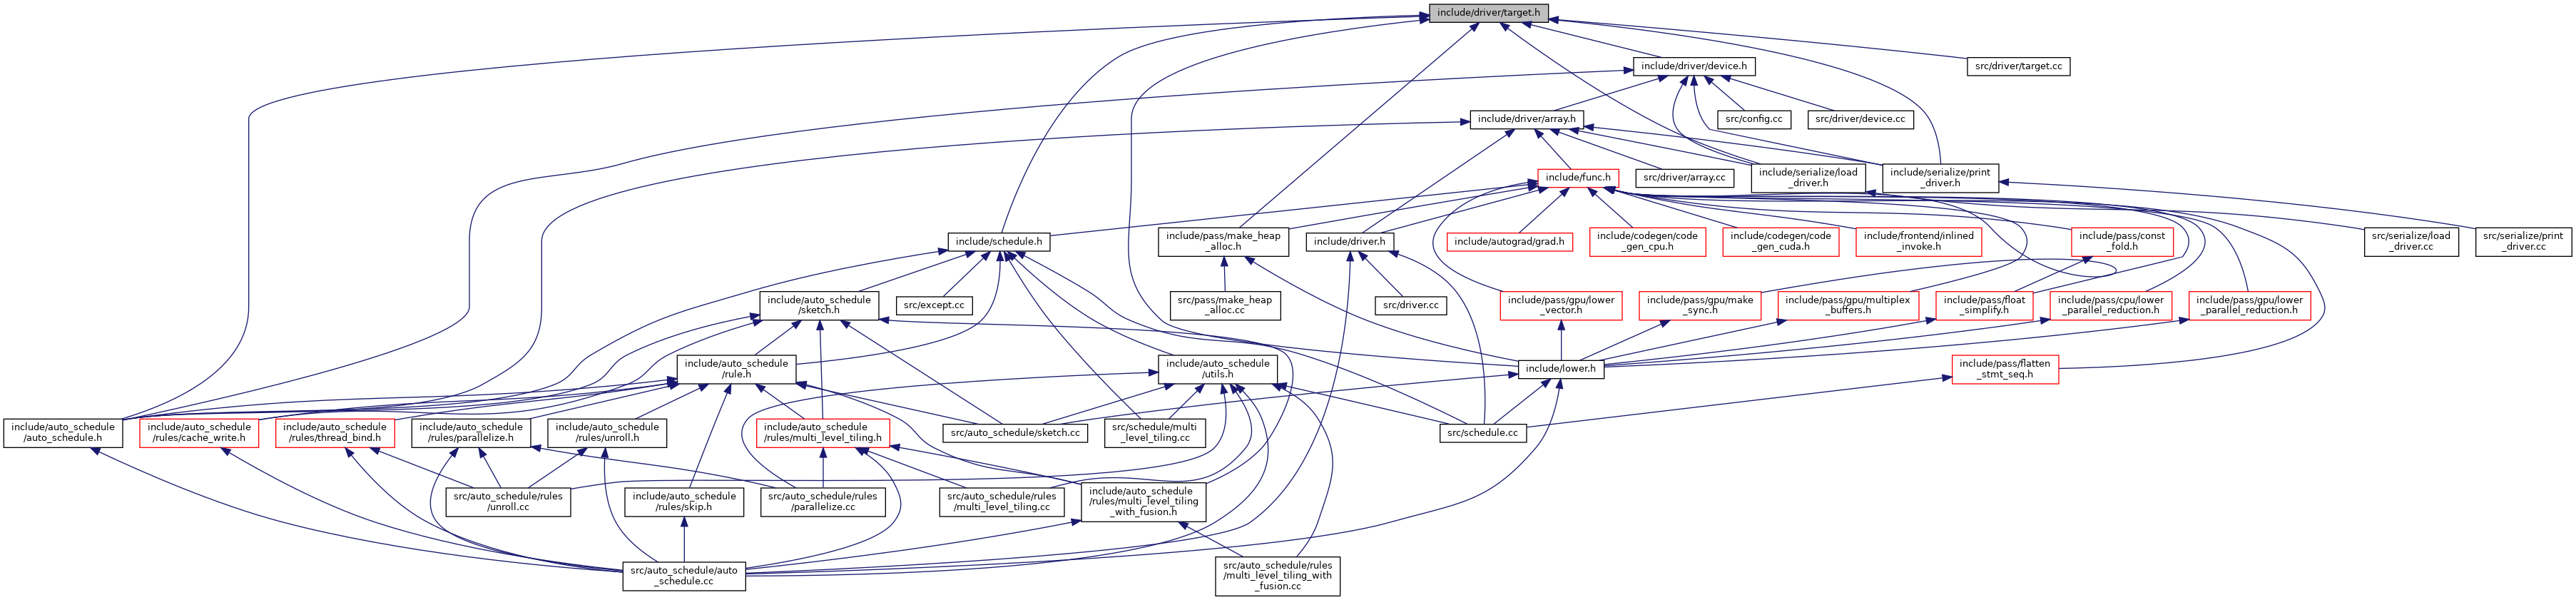 include/driver/target.h
include/driver/device.h
src/driver/target.cc
include/driver/array.h
src/config.cc
src/driver/device.cc
include/func.h
src/driver/array.cc
include/serialize/load
_driver.h
include/serialize/print
_driver.h
include/schedule.h
include/pass/make_heap
_alloc.h
include/driver.h
include/autograd/grad.h
include/codegen/code
_gen_cpu.h
include/codegen/code
_gen_cuda.h
include/frontend/inlined
_invoke.h
include/pass/const
_fold.h
src/serialize/load
_driver.cc
src/serialize/print
_driver.cc
include/auto_schedule
/sketch.h
src/except.cc
src/pass/make_heap
_alloc.cc
src/driver.cc
include/pass/gpu/lower
_vector.h
include/pass/gpu/make
_sync.h
include/pass/gpu/multiplex
_buffers.h
include/pass/float
_simplify.h
include/pass/cpu/lower
_parallel_reduction.h
include/pass/gpu/lower
_parallel_reduction.h
include/auto_schedule
/rule.h
include/auto_schedule
/utils.h
include/lower.h
include/pass/flatten
_stmt_seq.h
include/auto_schedule
/auto_schedule.h
include/auto_schedule
/rules/cache_write.h
include/auto_schedule
/rules/thread_bind.h
include/auto_schedule
/rules/parallelize.h
include/auto_schedule
/rules/unroll.h
include/auto_schedule
/rules/multi_level_tiling.h
src/auto_schedule/sketch.cc
src/schedule/multi
_level_tiling.cc
src/schedule.cc
src/auto_schedule/rules
/unroll.cc
include/auto_schedule
/rules/skip.h
src/auto_schedule/rules
/parallelize.cc
src/auto_schedule/rules
/multi_level_tiling.cc
include/auto_schedule
/rules/multi_level_tiling
_with_fusion.h
src/auto_schedule/auto
_schedule.cc
src/auto_schedule/rules
/multi_level_tiling_with
_fusion.cc